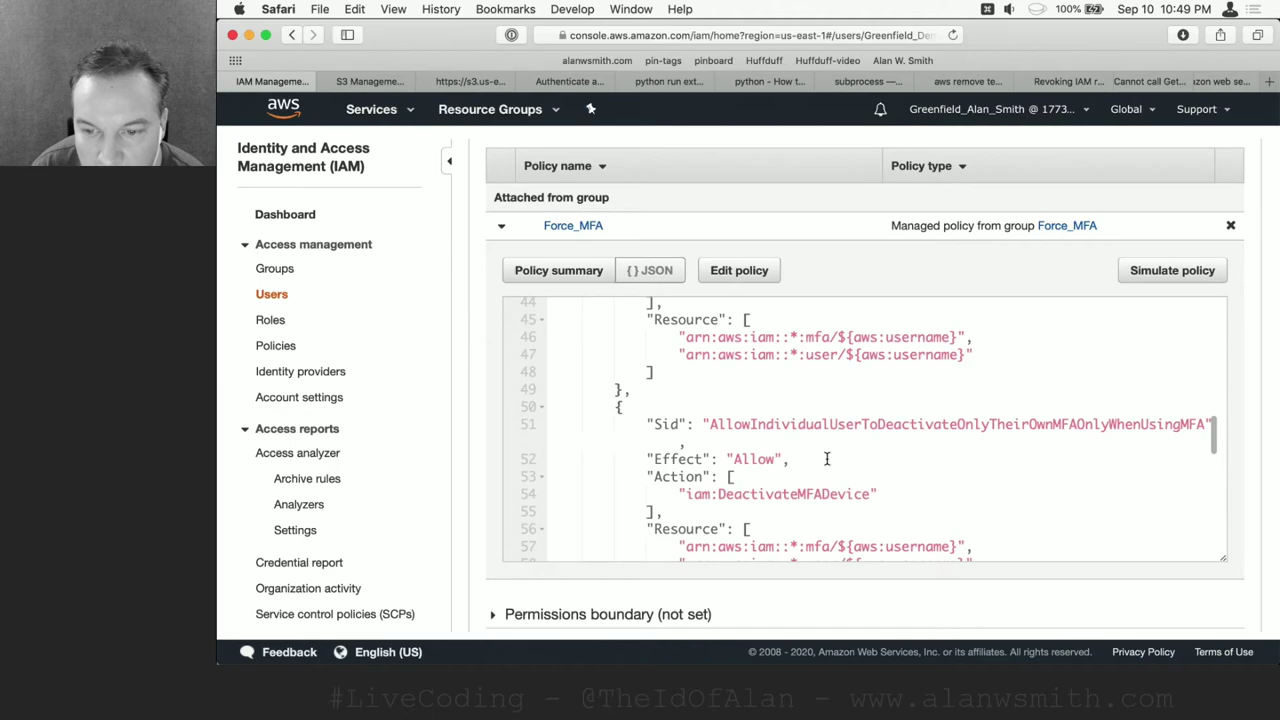 Safari File Edit View History Bookmarks Develop Window Help 100% Sep 10 10:49 PM
console.aws.amazon.com/iam/home?region=us-east-1#/users/Greenfield_De
alanwsmith.com pin-tags pinboard Huffduff Huffduff-video Alan W. Smith
IAM Manageme... S3 Manageme... https://s3.us-e... Authenticate a... python run ext... python - How t... subprocess —... aws remove te... Revoking IAM r... Cannot call Get... zon web se...
aws Services Resource Groups Greenfield_Alan_Smith @ 1773... Global Support
Identity and Access
Management (IAM)
Dashboard
Access management
Groups
Users
Roles
Policies
Identity providers
Account settings
Access reports
Access analyzer
Archive rules
Analyzers
Settings
Credential report
Organization activity
Service control policies (SCPs)
Policy name Policy type
Attached from group
Force_MFA Managed policy from group Force_MFA
Policy summary { } JSON Edit policy Simulate policy
44 ],
45 "Resource": [
46 "arn:aws:iam::*:mfa/${aws:username}",
47 "arn:aws:iam::*:user/${aws:username}"
48 ]
49 },
50 {
51 "Sid": "AllowIndividualUserToDeactivateOnlyTheirOwnMFAOnlyWhenUsingMFA"
,
52 "Effect": "Allow",
53 "Action": [
54 "iam:DeactivateMFADevice"
55 ],
56 "Resource": [
57 "arn:aws:iam::*:mfa/${aws:username}",
Permissions boundary (not set)
Feedback English (US) © 2008 - 2020, Amazon Web Services, Inc. or its affiliates. All rights reserved. Privacy Policy Terms of Use
#LiveCoding - @TheIdOfAlan - www.alanwsmith.com